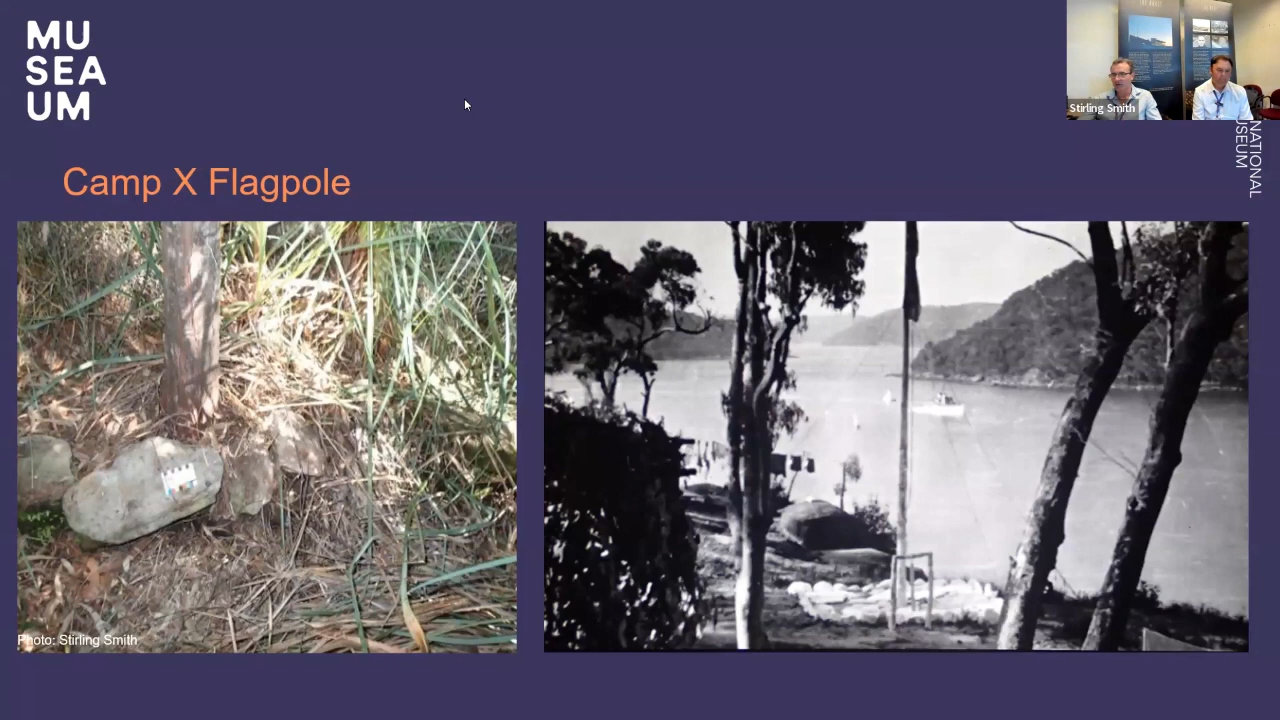 MU
SEA
UM
Stirling Smith
NATIONAL
USEUM
Camp X Flagpole
Photo: Stirling Smith